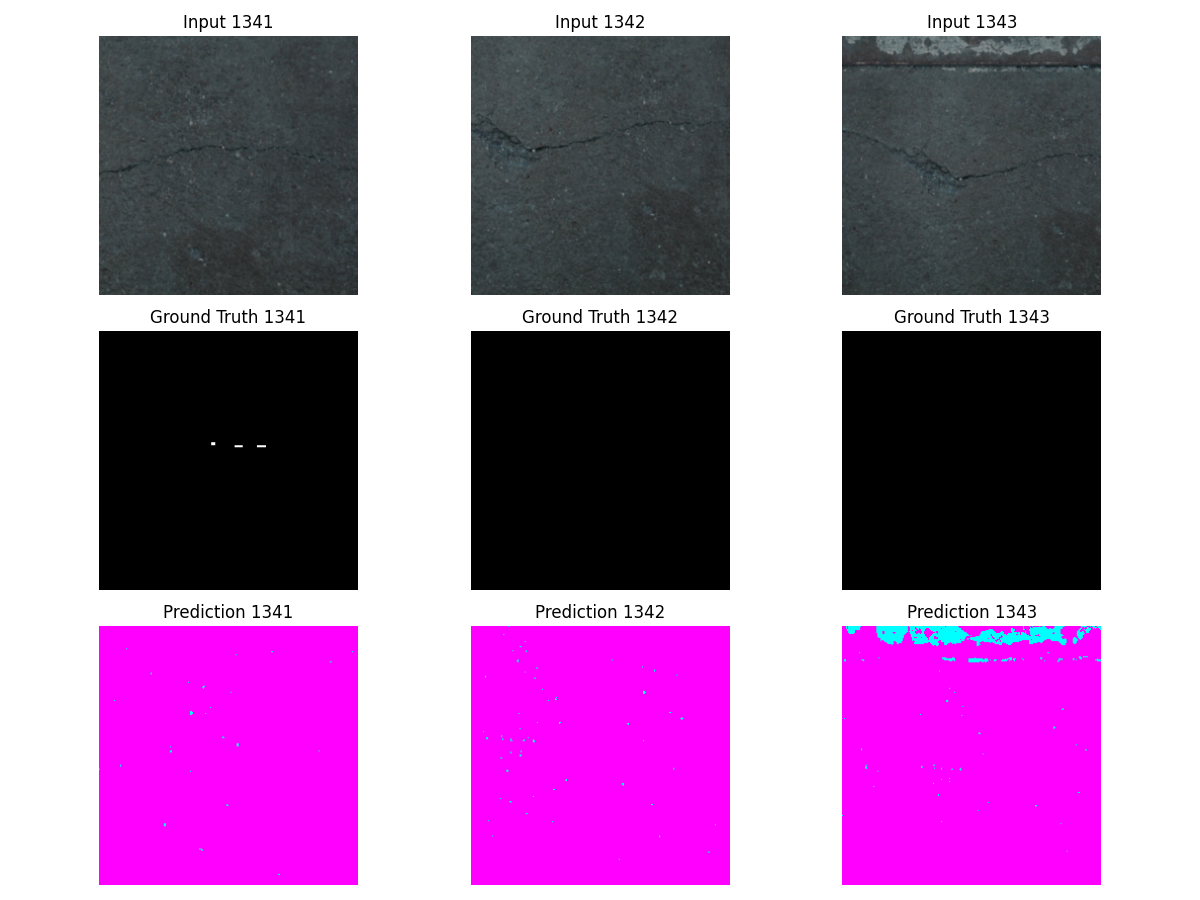 Input 1341
Input 1342
Input 1343
Ground Truth 1341
Ground Truth 1342
Ground Truth 1343
Prediction 1341
Prediction 1342
Prediction 1343